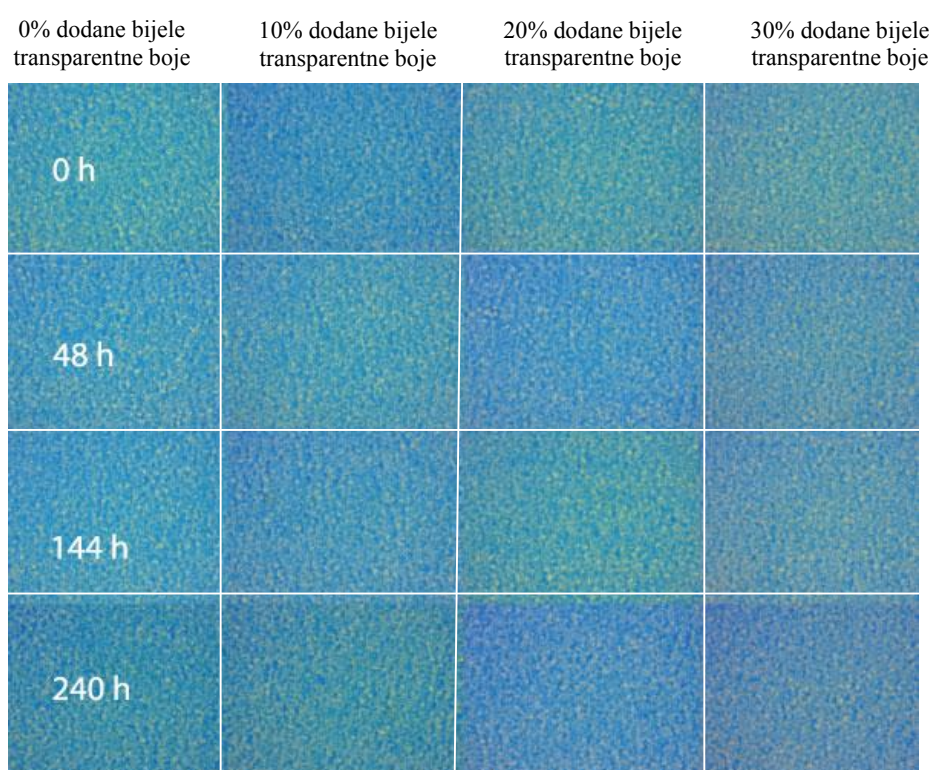 0% dodane bijele
transparentne boje
10% dodane bijele
transparentne boje
20% dodane bijele
transparentne boje
30% dodane bijele
transparentne boje
0 h
48 h
144 h
240 h